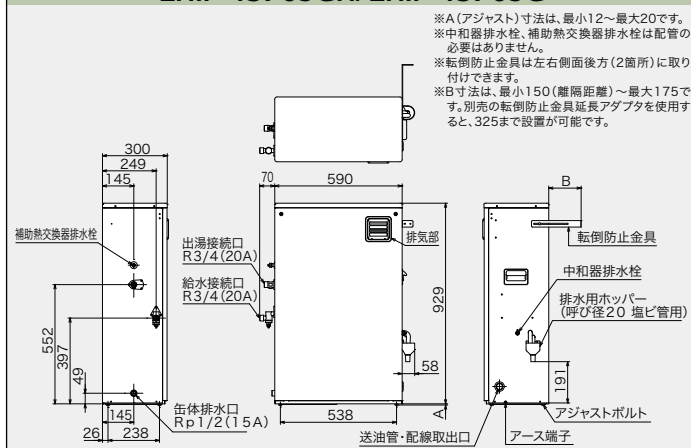 ※A(アジャスト)寸法は、最小12～最大20です。
※中和器排水栓、補助熱交換器排水栓は配管の
必要はありません。
※転倒防止金具は左右側面後方(2箇所)に取り
付けできます。
※B寸法は、最小150(離隔距離)～最大175で
す。別売の転倒防止金具延長アダプタを使用す
ると、325まで設置が可能です。
300
249
145
70
590
B
補助熱交換器排水栓
出湯接続口
R3/4(20A)
給水接続口
R3/4(20A)
排気部
転倒防止金具
中和器排水栓
排水用ホッパー
(呼び径20 塩ビ管用)
929
552
397
49
58
191
145
26
238
缶体排水口
Rp1/2(15A)
538
A
アジャストボルト
送油管・配線取出口
アース端子